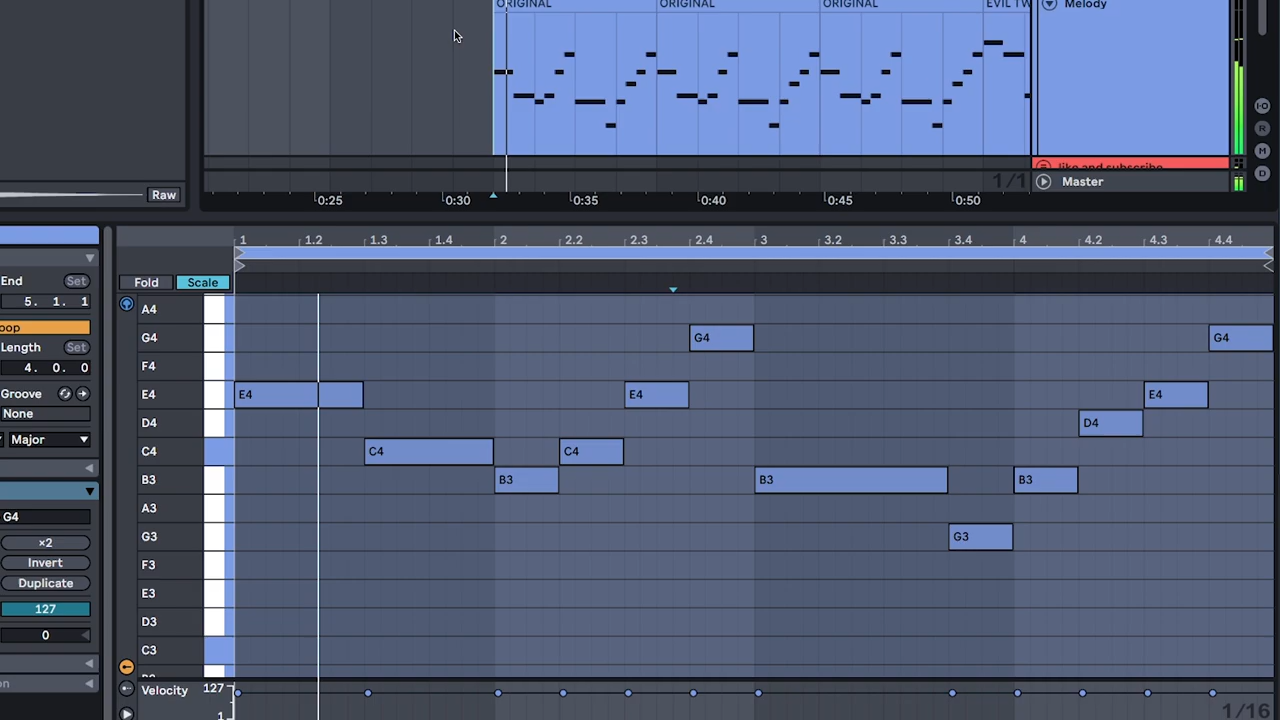 ORIGINAL ORIGINAL ORIGINAL EVIL TW Melody
like and subscribe
1/1 Master
Raw
0:25 0:30 0:35 0:40 0:45 0:50
1 1.2 1.3 1.4 2 2.2 2.3 2.4 3 3.2 3.3 3.4 4 4.2 4.3 4.4
End Set
Fold Scale
5. 1. 1
A4
oop
G4 G4 G4
Length Set
4. 0. 0
F4
Groove
E4 E4 E4 E4
None
D4 D4
Major
C4 C4 C4
B3 B3 B3 B3
A3
G4
G3 G3
×2
Invert
F3
Duplicate
E3
127
D3
0
C3
Velocity 127
1
1/16